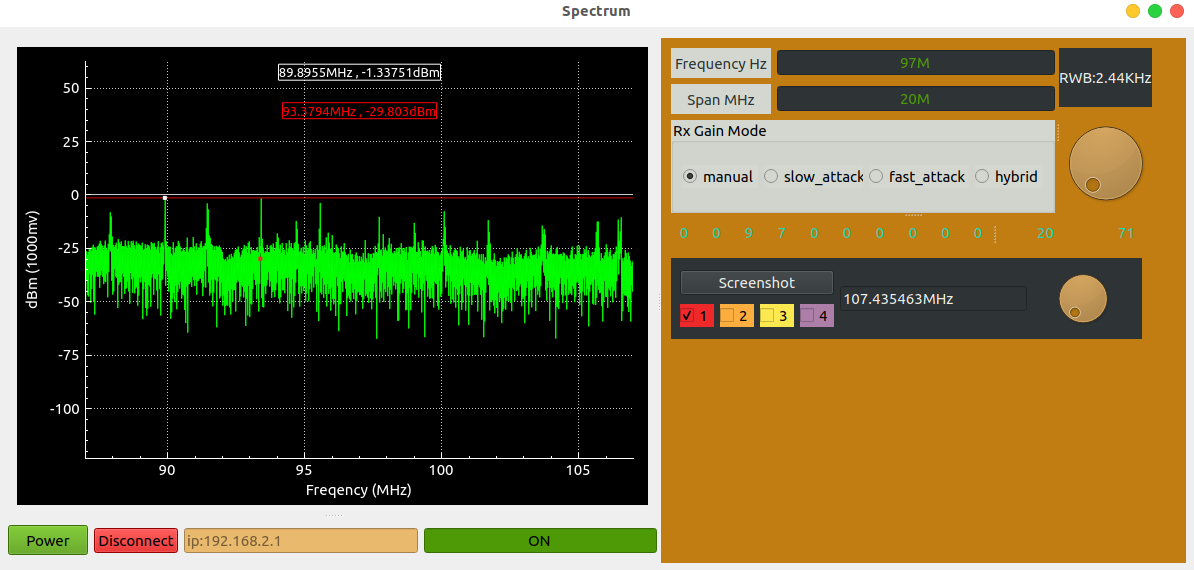 Spectrum
89.8955MHz , -1.33751dBm
93.3794MHz , -29.803dBm
50
25
0
-25
-50
-75
-100
dBm (1000mv)
90 95 100 105
Freqency (MHz)
Power Disconnect ip:192.168.2.1 ON
Frequency Hz 97M
RWB:2.44KHz
Span MHz 20M
Rx Gain Mode
manual slow_attack fast_attack hybrid
0 0 9 7 0 0 0 0 0 0 20 71
Screenshot
107.435463MHz
1 2 3 4